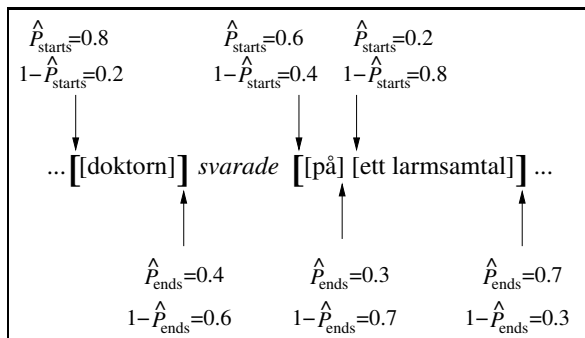 P̂starts=0.8 P̂starts=0.6 P̂starts=0.2
1−P̂starts=0.2 1−P̂starts=0.4 1−P̂starts=0.8
... [[doktorn]] svarade [[på] [ett larmsamtal]] ...
P̂ends=0.4 P̂ends=0.3 P̂ends=0.7
1−P̂ends=0.6 1−P̂ends=0.7 1−P̂ends=0.3